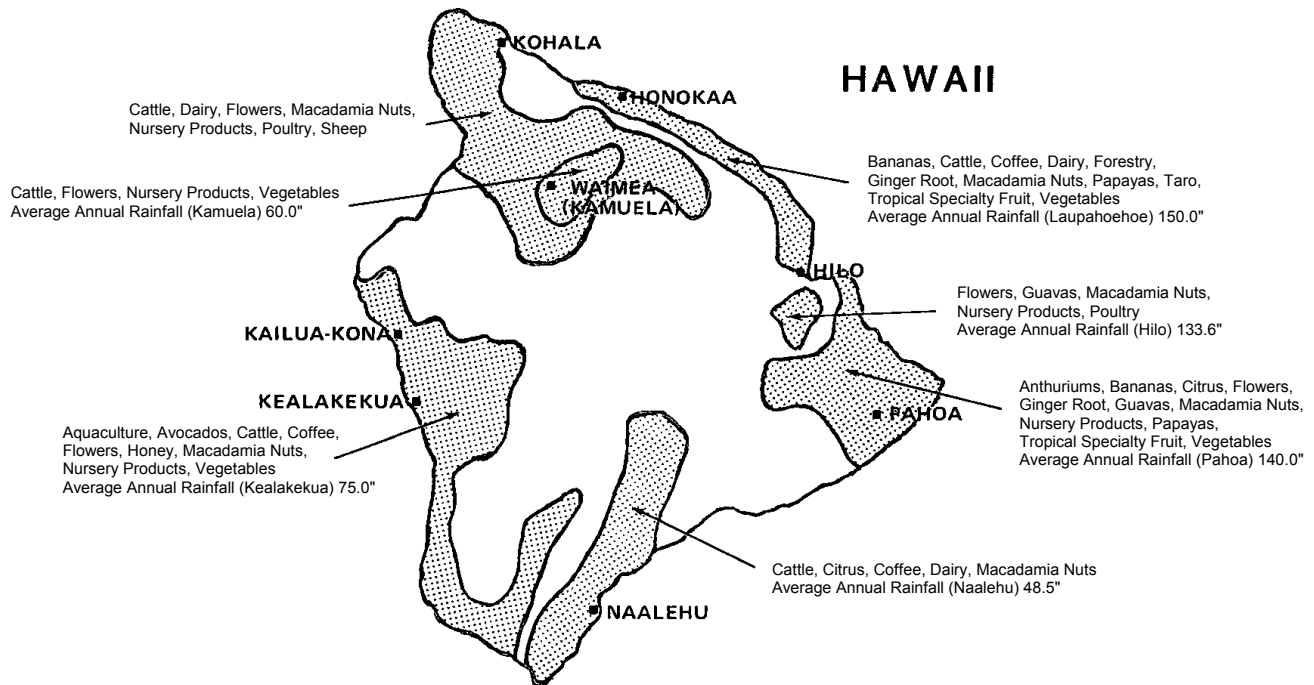 KOHALA
HAWAII
HONOKAA
Cattle, Dairy, Flowers, Macadamia Nuts,
Nursery Products, Poultry, Sheep
Bananas, Cattle, Coffee, Dairy, Forestry,
Ginger Root, Macadamia Nuts, Papayas, Taro,
Tropical Specialty Fruit, Vegetables
Average Annual Rainfall (Laupahoehoe) 150.0"
Cattle, Flowers, Nursery Products, Vegetables
Average Annual Rainfall (Kamuela) 60.0"
WAIMEA
(KAMUELA)
HILO
Flowers, Guavas, Macadamia Nuts,
Nursery Products, Poultry
Average Annual Rainfall (Hilo) 133.6"
KAILUA-KONA
KEALAKEKUA
PAHOA
Anthuriums, Bananas, Citrus, Flowers,
Ginger Root, Guavas, Macadamia Nuts,
Nursery Products, Papayas,
Tropical Specialty Fruit, Vegetables
Average Annual Rainfall (Pahoa) 140.0"
Aquaculture, Avocados, Cattle, Coffee,
Flowers, Honey, Macadamia Nuts,
Nursery Products, Vegetables
Average Annual Rainfall (Kealakekua) 75.0"
Cattle, Citrus, Coffee, Dairy, Macadamia Nuts
Average Annual Rainfall (Naalehu) 48.5"
NAALEHU